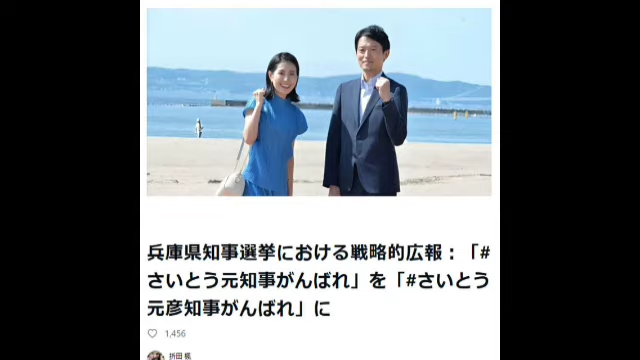 兵庫県知事選挙における戦略的広報：「#
さいとう元知事がんばれ」を「#さいとう
元彦知事がんばれ」に
1,456
折田 楓